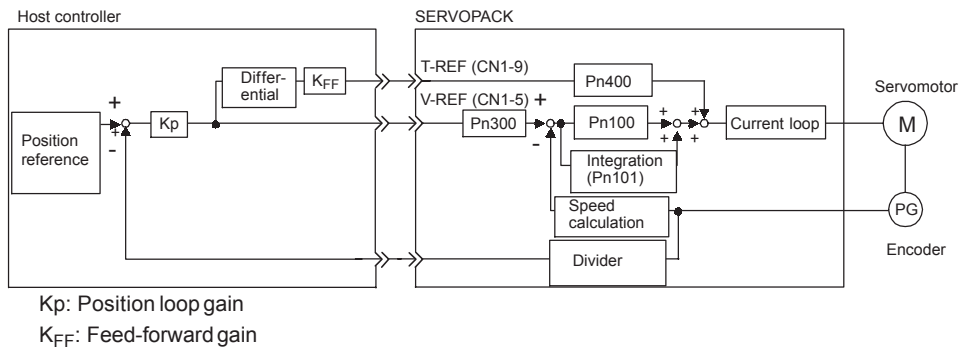 Host controller
SERVOPACK
Differ-
ential
KFF
T-REF (CN1-9)
Pn400
Servomotor
V-REF (CN1-5)
+
+
+
-
Position
reference
Kp
Pn300
+
-
Pn100
+
+
+
+
Current loop
M
Integration
(Pn101)
Speed
calculation
PG
Divider
Encoder
Kp: Position loop gain
KFF: Feed-forward gain